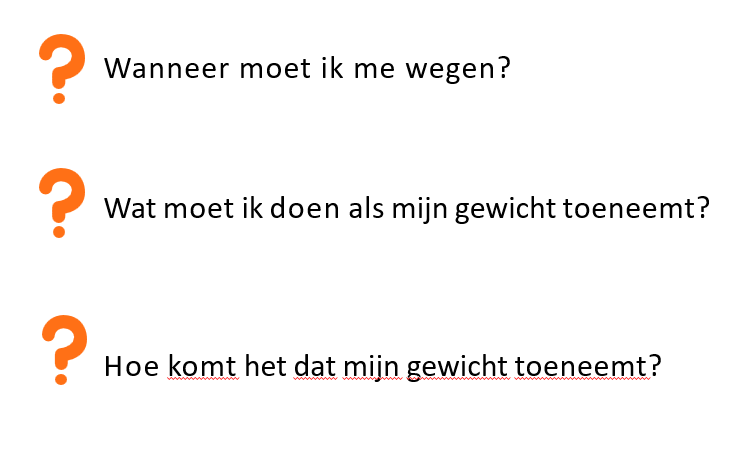 Wanneer moet ik me wegen?
Wat moet ik doen als mijn gewicht toeneemt?
Hoe komt het dat mijn gewicht toeneemt?